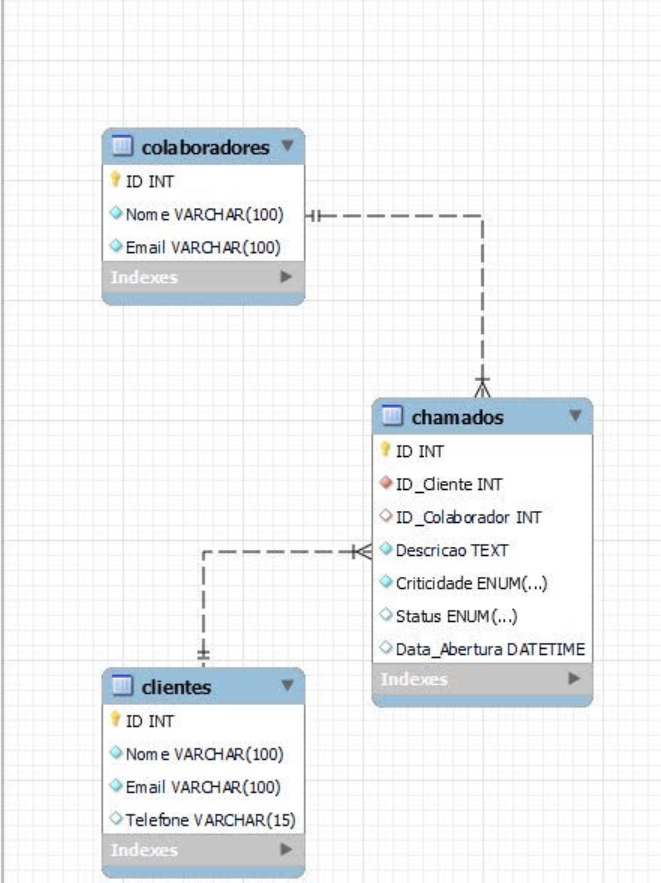 colaboradores
ID INT
Nome VARCHAR(100)
Email VARCHAR(100)
Indexes
chamados
ID INT
ID_Cliente INT
ID_Colaborador INT
Descricao TEXT
Criticidade ENUM(...)
Status ENUM(...)
Data_Abertura DATETIME
Indexes
clientes
ID INT
Nome VARCHAR(100)
Email VARCHAR(100)
Telefone VARCHAR(15)
Indexes